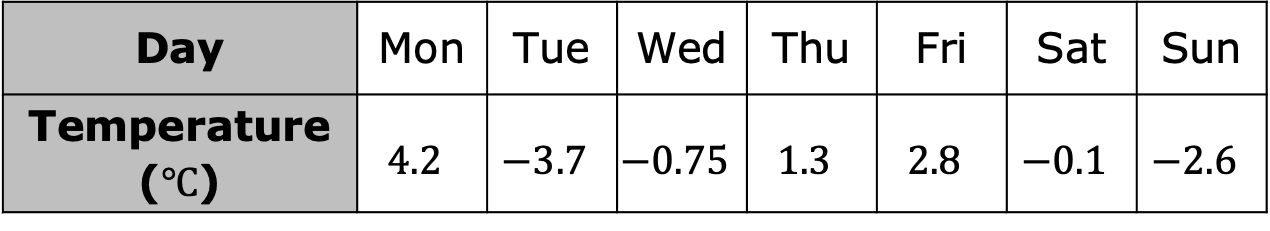 Day Mon Tue Wed Thu Fri Sat Sun
Temperature
(℃) 4.2 −3.7 −0.75 1.3 2.8 −0.1 −2.6